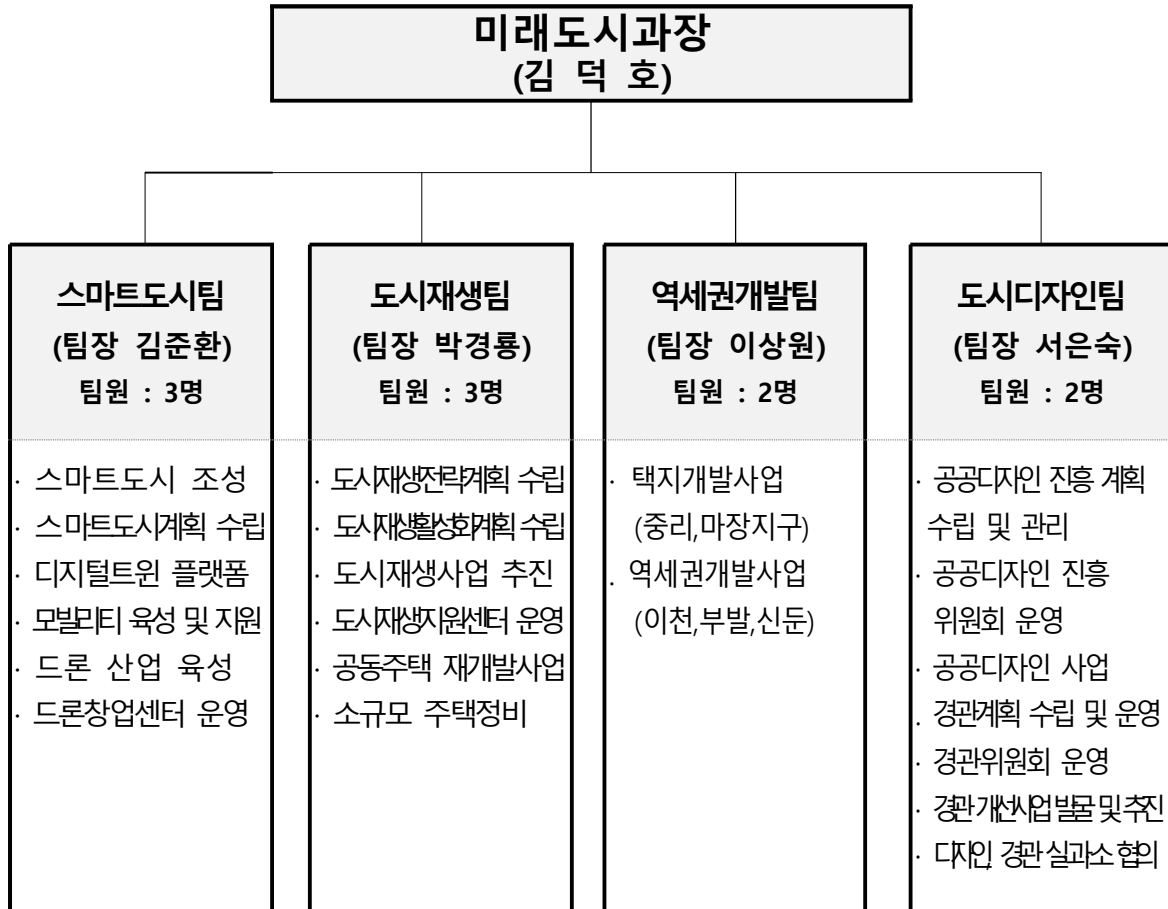 미래도시과장
(김 덕 호)
스마트도시팀
(팀장 김준환)
팀원 : 3명
· 스마트도시 조성
· 스마트도시계획 수립
· 디지털트윈 플랫폼
· 모빌리티 육성 및 지원
· 드론 산업 육성
· 드론창업센터 운영
도시재생팀
(팀장 박경룡)
팀원 : 3명
· 도시재생전략계획 수립
· 도시재생활성화계획 수립
· 도시재생사업 추진
· 도시재생지원센터 운영
· 공동주택 재개발사업
· 소규모 주택정비
역세권개발팀
(팀장 이상원)
팀원 : 2명
· 택지개발사업
(중리,마장지구)
. 역세권개발사업
(이천,부발,신둔)
도시디자인팀
(팀장 서은숙)
팀원 : 2명
· 공공디자인 진흥 계획
수립 및 관리
· 공공디자인 진흥
위원회 운영
· 공공디자인 사업
. 경관계획 수립 및 운영
· 경관위원회 운영
· 경관 개선사업 발굴 및 추진
· 디자인, 경관 실과소 협의